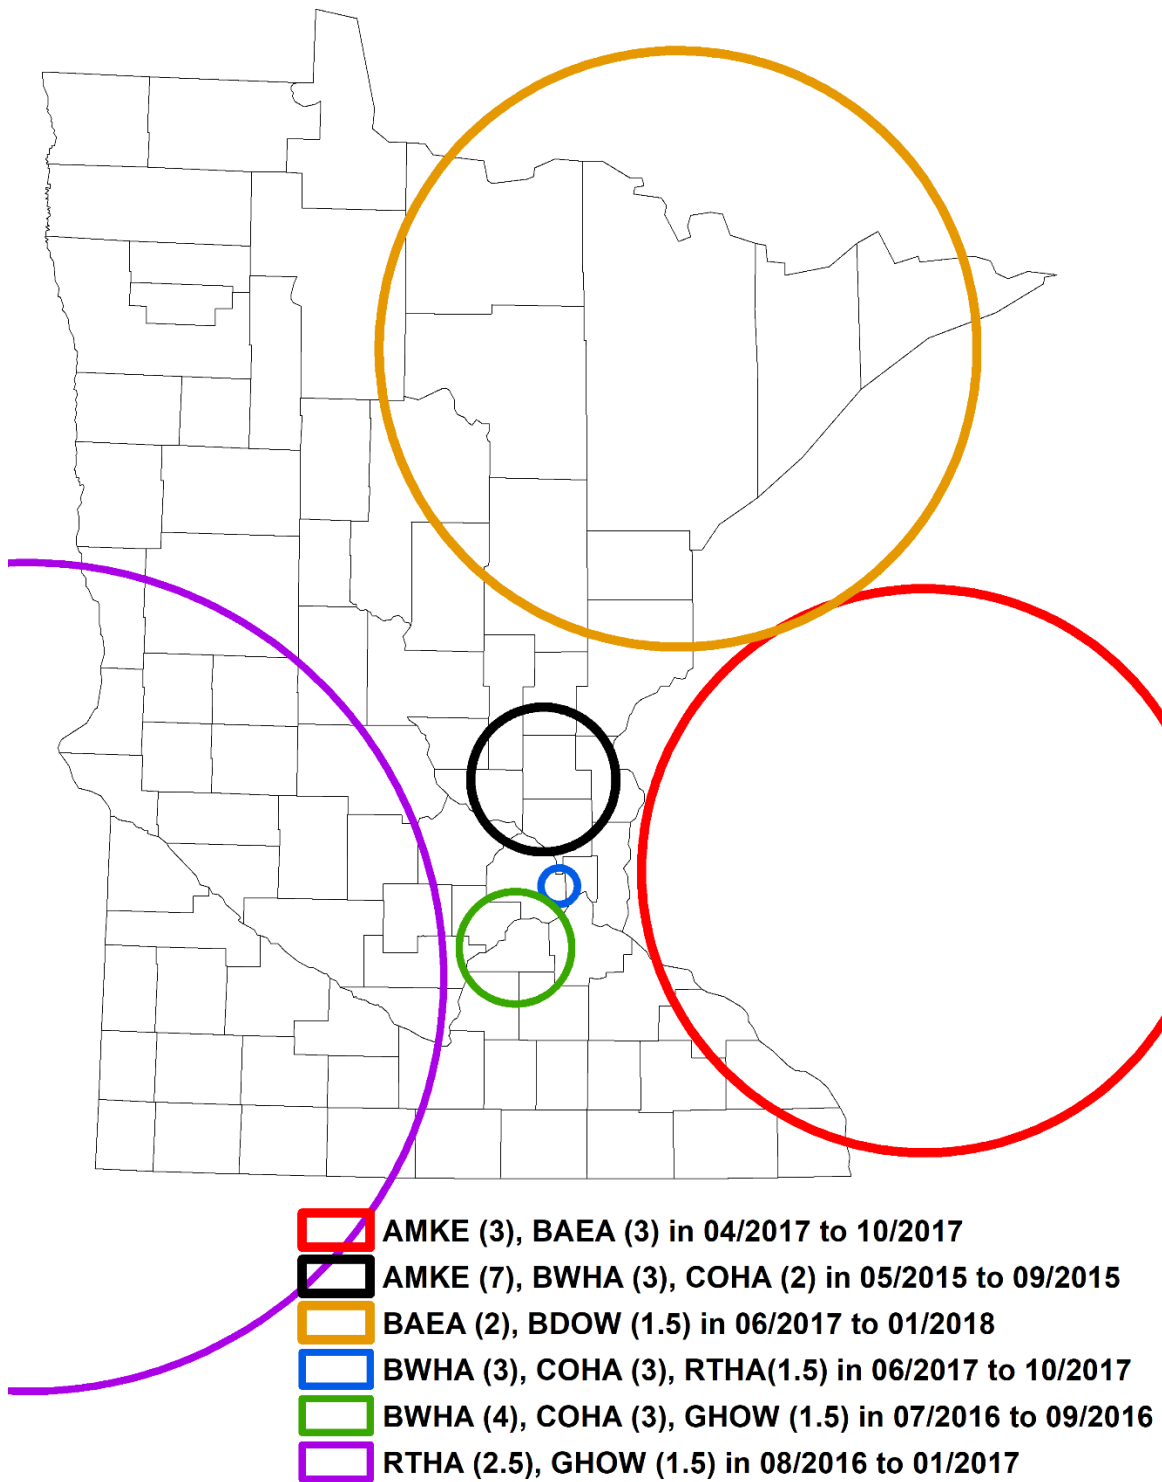 AMKE (3), BAEA (3) in 04/2017 to 10/2017
AMKE (7), BWHA (3), COHA (2) in 05/2015 to 09/2015
BAEA (2), BDOW (1.5) in 06/2017 to 01/2018
BWHA (3), COHA (3), RTHA(1.5) in 06/2017 to 10/2017
BWHA (4), COHA (3), GHOW (1.5) in 07/2016 to 09/2016
RTHA (2.5), GHOW (1.5) in 08/2016 to 01/2017